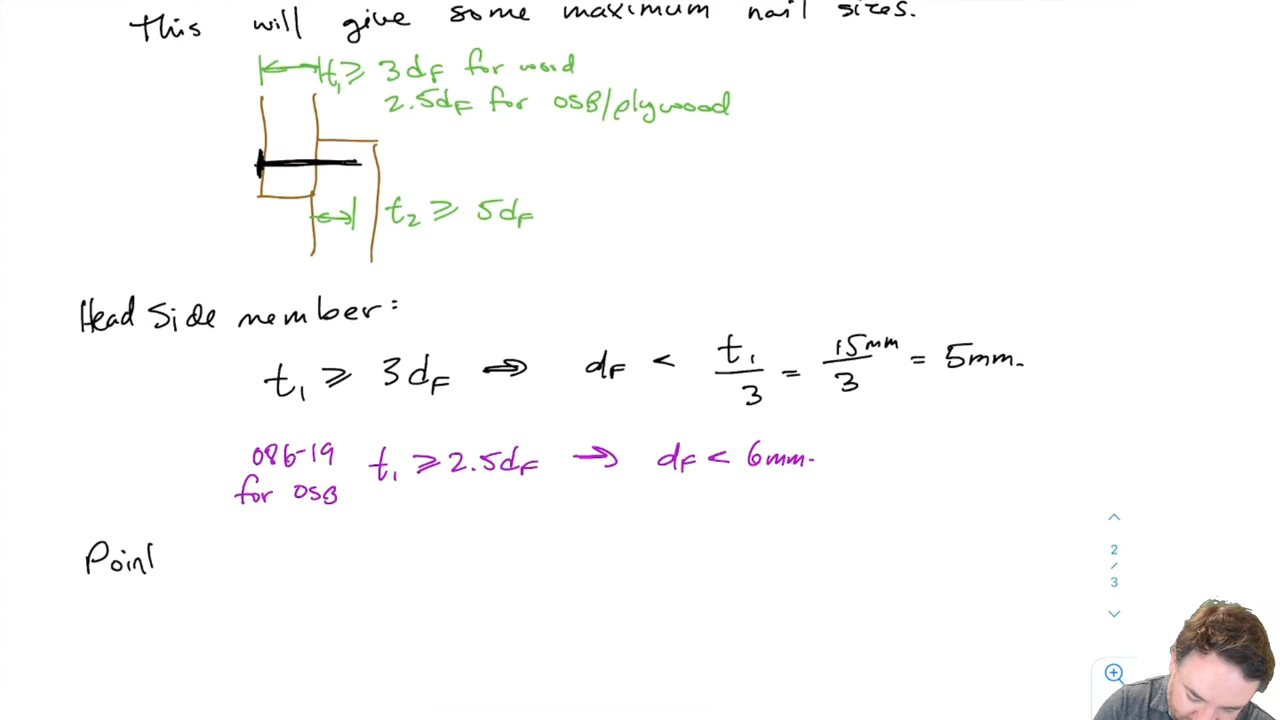 This will give some maximum nail sizes.
t₁ ⩾ 3dF for wood
2.5dF for OSB/plywood
t₂ ⩾ 5dF
Head Side member:
t₁ ⩾ 3dF ⇒ dF < t₁/3 = 15mm/3 = 5mm.
086-19 t₁ ⩾ 2.5dF → dF < 6mm.
for OSB
Point
2
/
3